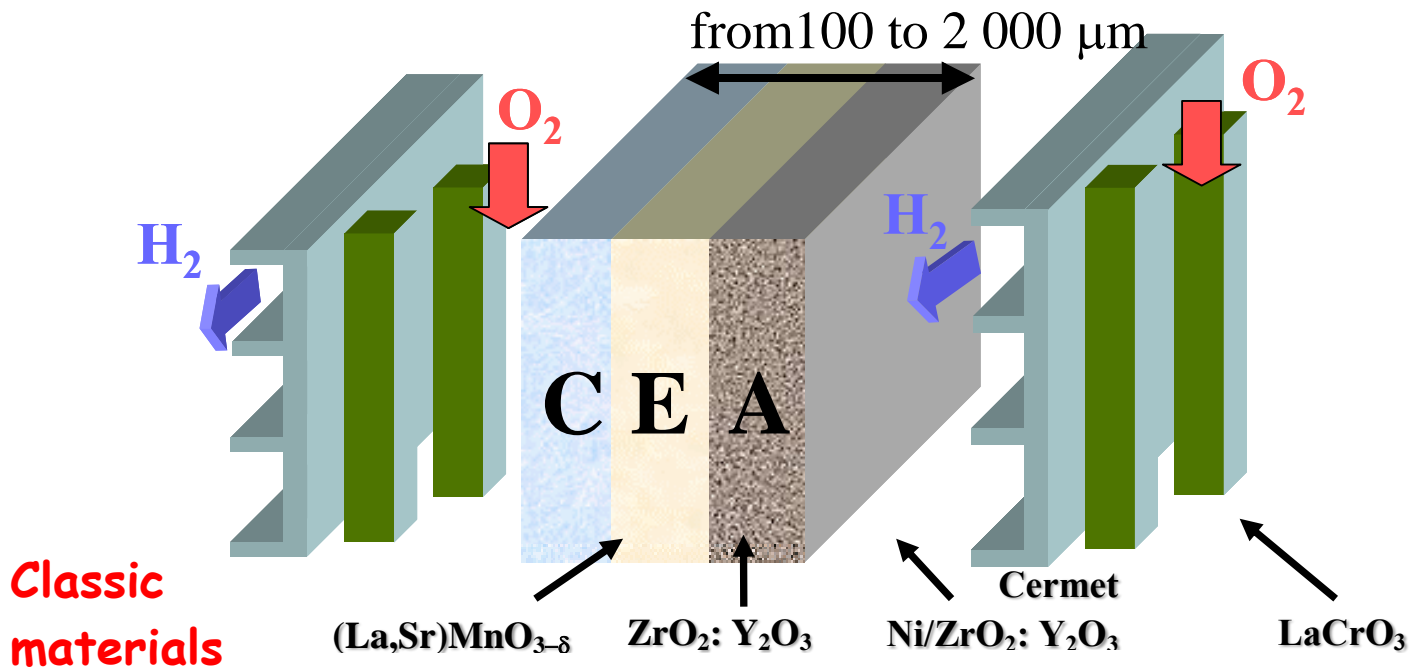 from100 to 2 000 μm
O₂
O₂
H₂
H₂
C E A
Cermet
Classic
materials
(La,Sr)MnO₃₋δ
ZrO₂: Y₂O₃
Ni/ZrO₂: Y₂O₃
LaCrO₃